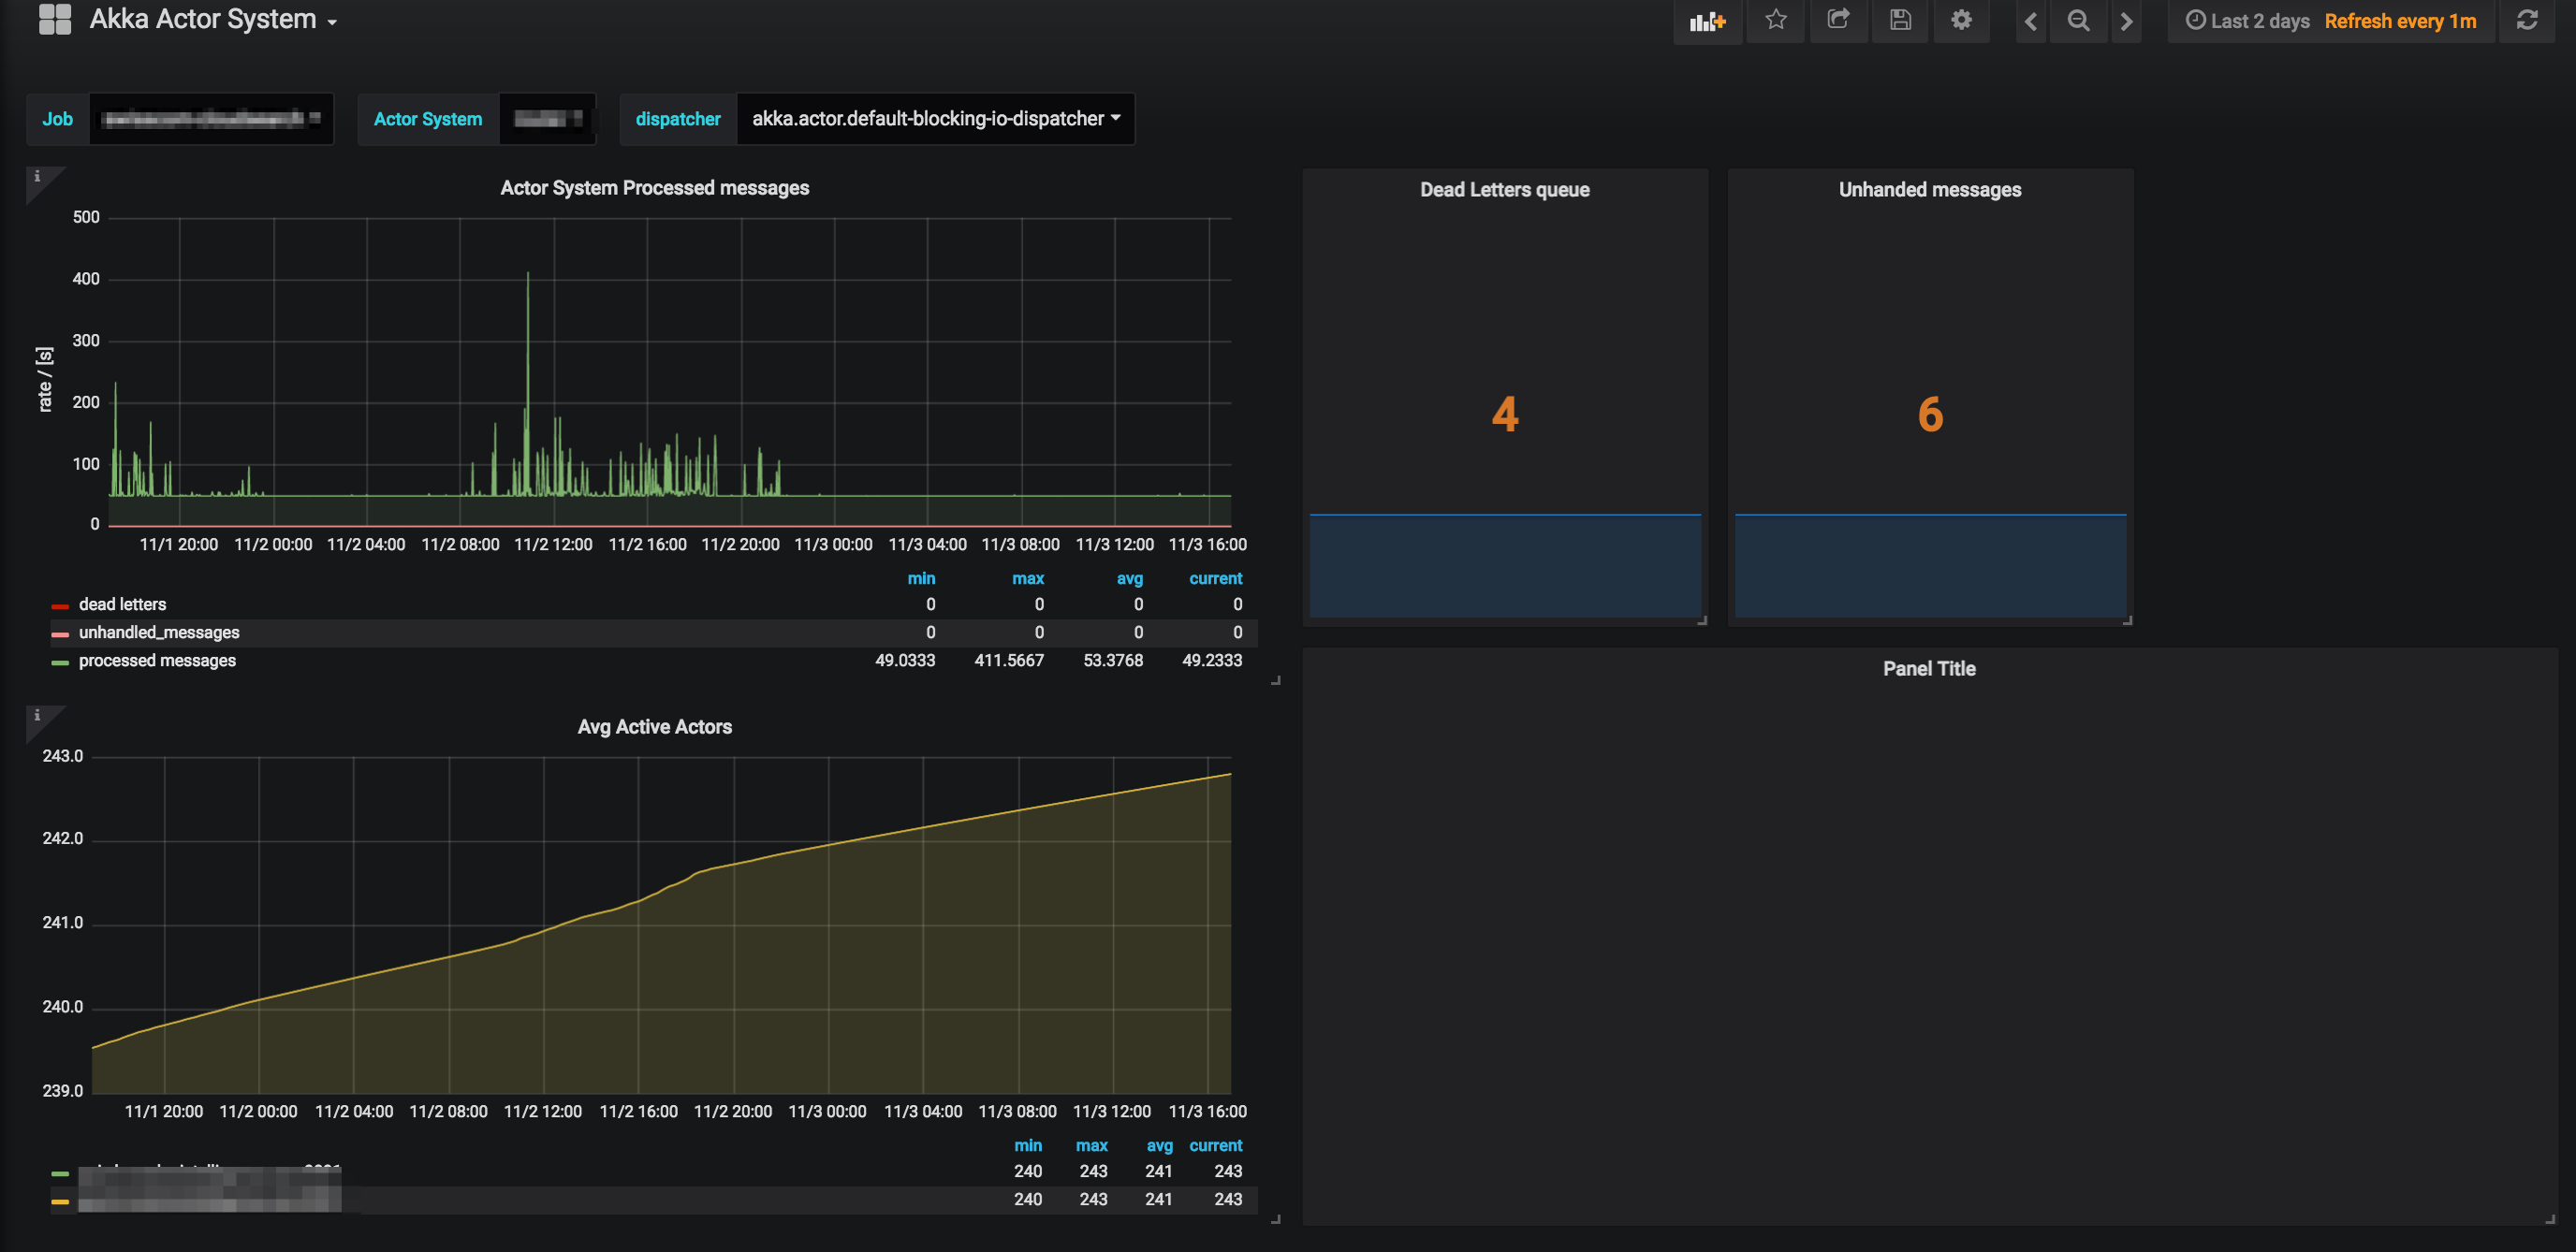 Akka Actor System
Last 2 days Refresh every 1m
Job
Actor System
dispatcher akka.actor.default-blocking-io-dispatcher
Actor System Processed messages
500
400
300
200
100
0
rate / [s]
11/1 20:00 11/2 00:00 11/2 04:00 11/2 08:00 11/2 12:00 11/2 16:00 11/2 20:00 11/3 00:00 11/3 04:00 11/3 08:00 11/3 12:00 11/3 16:00
min max avg current
dead letters 0 0 0 0
unhandled_messages 0 0 0 0
processed messages 49.0333 411.5667 53.3768 49.2333
Dead Letters queue
4
Unhanded messages
6
Avg Active Actors
243.0
242.0
241.0
240.0
239.0
11/1 20:00 11/2 00:00 11/2 04:00 11/2 08:00 11/2 12:00 11/2 16:00 11/2 20:00 11/3 00:00 11/3 04:00 11/3 08:00 11/3 12:00 11/3 16:00
min max avg current
240 243 241 243
240 243 241 243
Panel Title